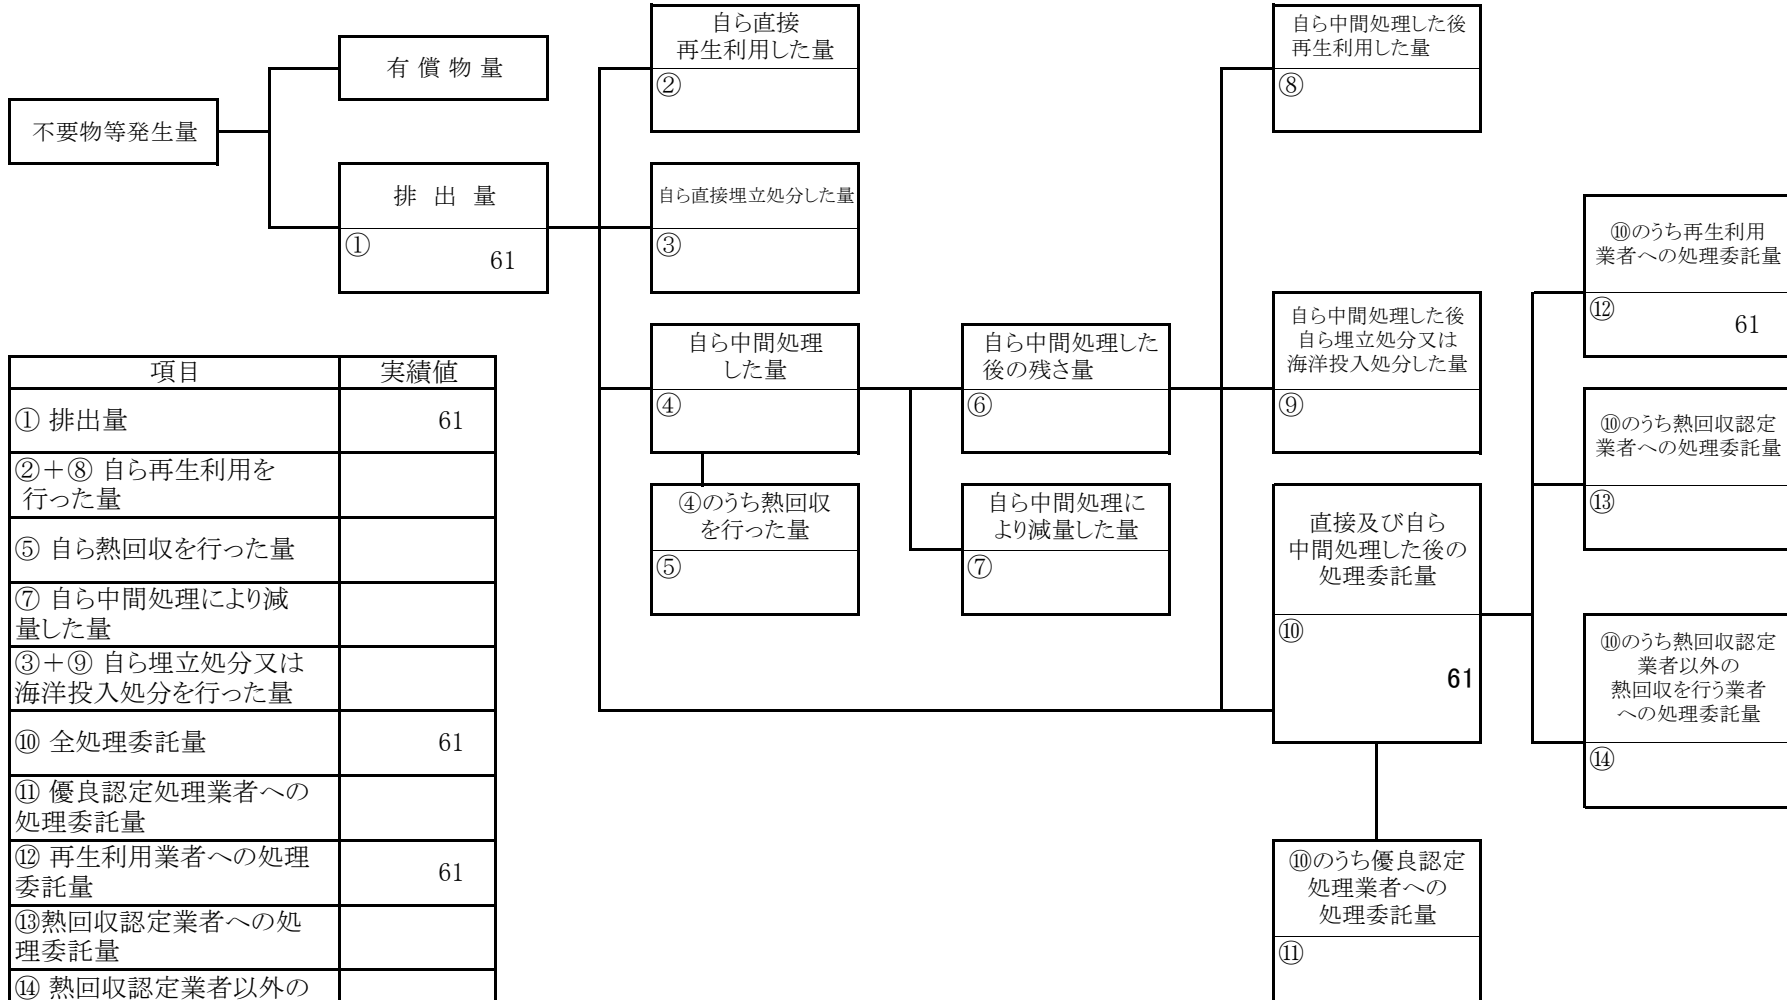 不要物等発生量
有償物量
排出量
①
61
自ら直接
再生利用した量
②
自ら直接埋立処分した量
③
自ら中間処理
した量
④
④のうち熱回収
を行った量
⑤
自ら中間処理した
後の残さ量
⑥
自ら中間処理に
より減量した量
⑦
自ら中間処理した後
再生利用した量
⑧
自ら中間処理した後
自ら埋立処分又は
海洋投入処分した量
⑨
直接及び自ら
中間処理した後の
処理委託量
⑩
61
⑩のうち優良認定
処理業者への
処理委託量
⑪
⑩のうち再生利用
業者への処理委託量
⑫
61
⑩のうち熱回収認定
業者への処理委託量
⑬
⑩のうち熱回収認定
業者以外の
熱回収を行う業者
への処理委託量
⑭
項目 実績値
① 排出量 61
②+⑧ 自ら再生利用を
行った量
⑤ 自ら熱回収を行った量
⑦ 自ら中間処理により減
量した量
③+⑨ 自ら埋立処分又は
海洋投入処分を行った量
⑩ 全処理委託量 61
⑪ 優良認定処理業者への
処理委託量
⑫ 再生利用業者への処理
委託量 61
⑬熱回収認定業者への処
理委託量
⑭ 熱回収認定業者以外の